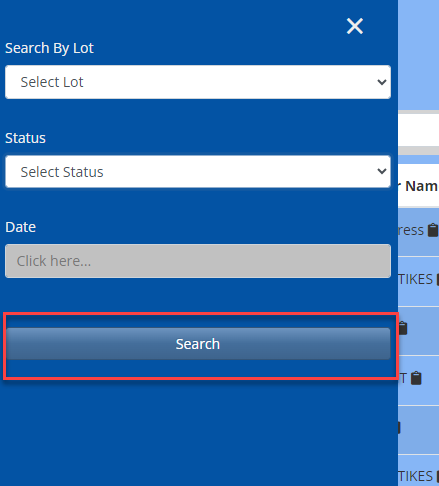 Search By Lot
Select Lot
Status
Select Status
r Nam
Date
ress
Click here...
TIKES
Search
T
TIKES